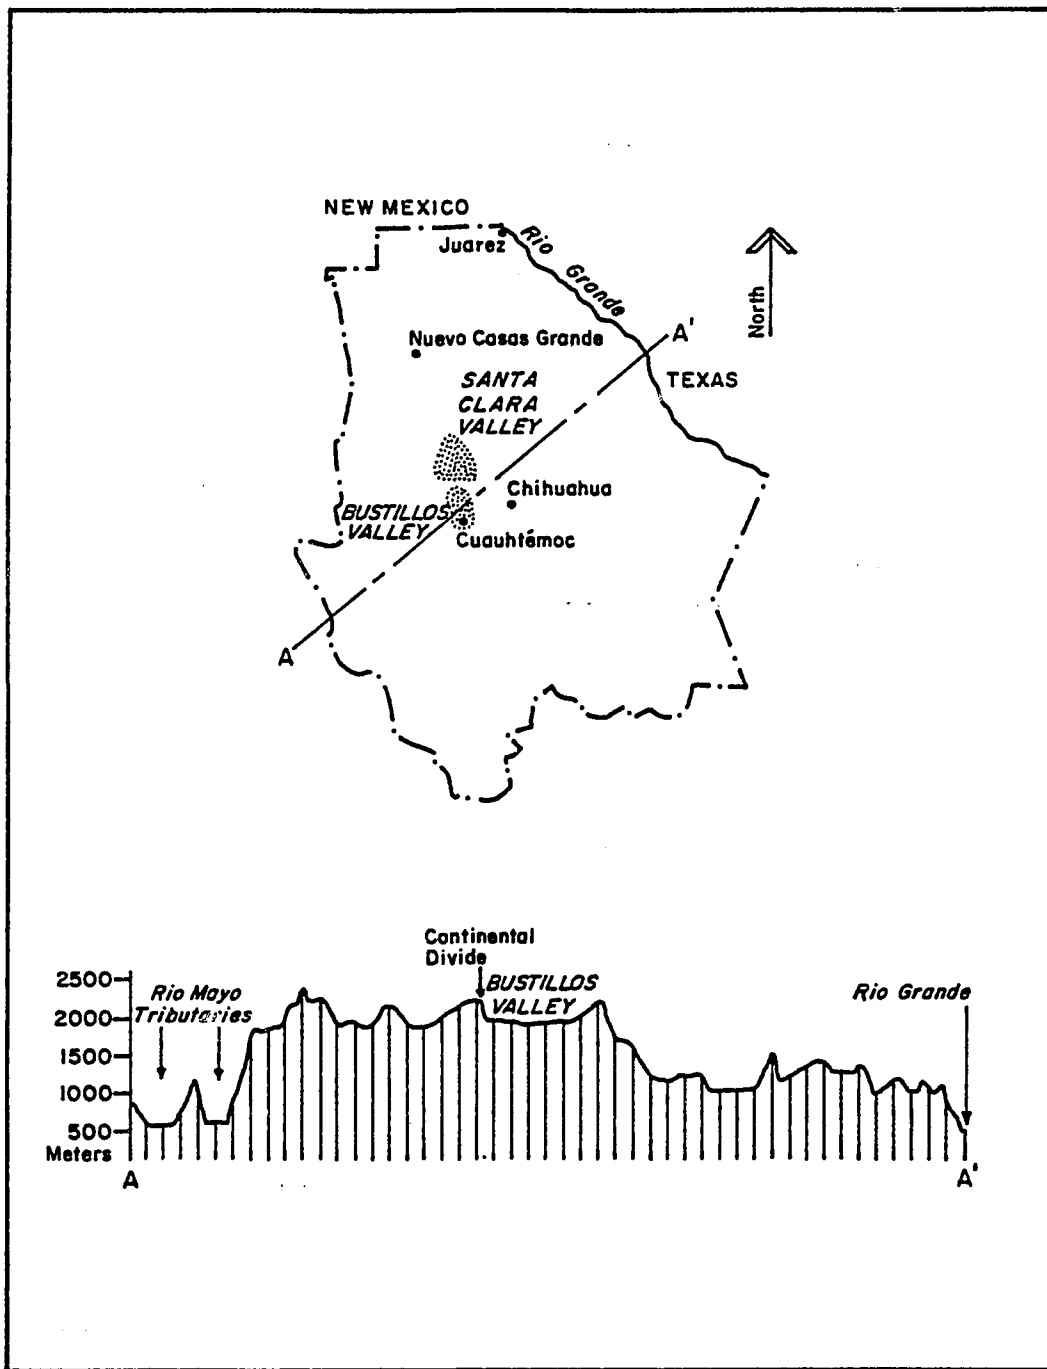 NEW MEXICO
Juarez
Rio Grande
North
Nuevo Casas Grande
A'
TEXAS
SANTA
CLARA
VALLEY
Chihuahua
BUSTILLOS
VALLEY
Cuauhtémoc
A
Continental
Divide
2500
Rio Mayo
Tributaries
BUSTILLOS
VALLEY
Rio Grande
2000
1500
1000
500
Meters
A
A'